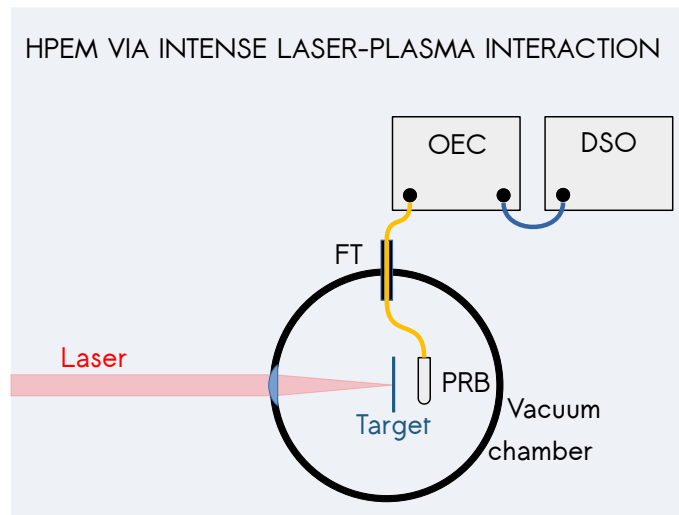 HPEM VIA INTENSE LASER-PLASMA INTERACTION
OEC
DSO
FT
Laser
PRB
Target
Vacuum
chamber